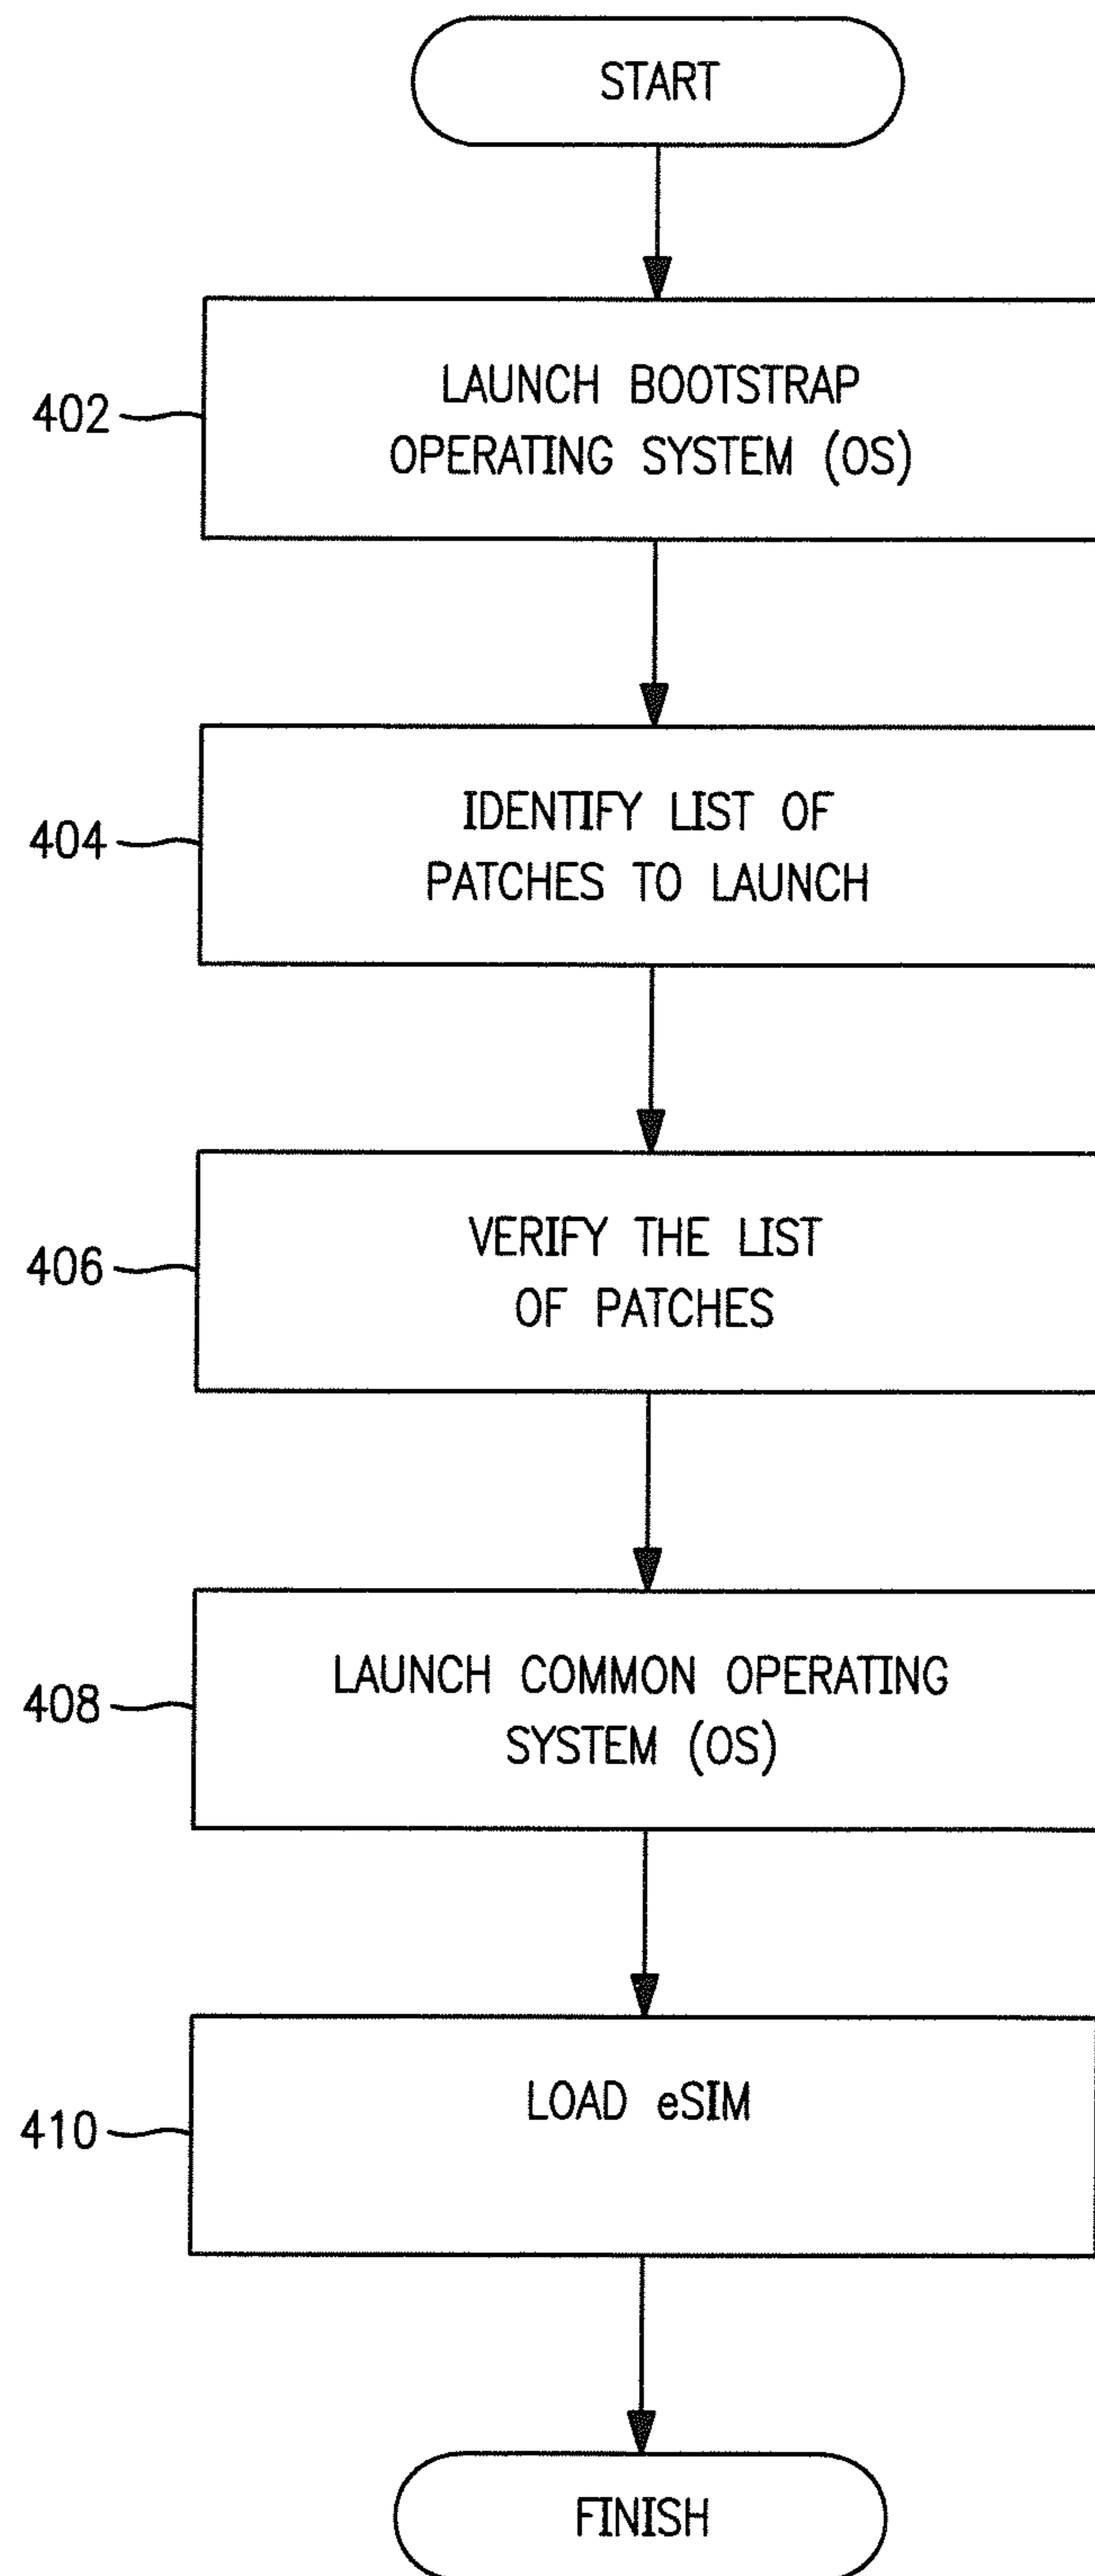 START
402
LAUNCH BOOTSTRAP
OPERATING SYSTEM (OS)
404
IDENTIFY LIST OF
PATCHES TO LAUNCH
406
VERIFY THE LIST
OF PATCHES
408
LAUNCH COMMON OPERATING
SYSTEM (OS)
410
LOAD eSIM
FINISH